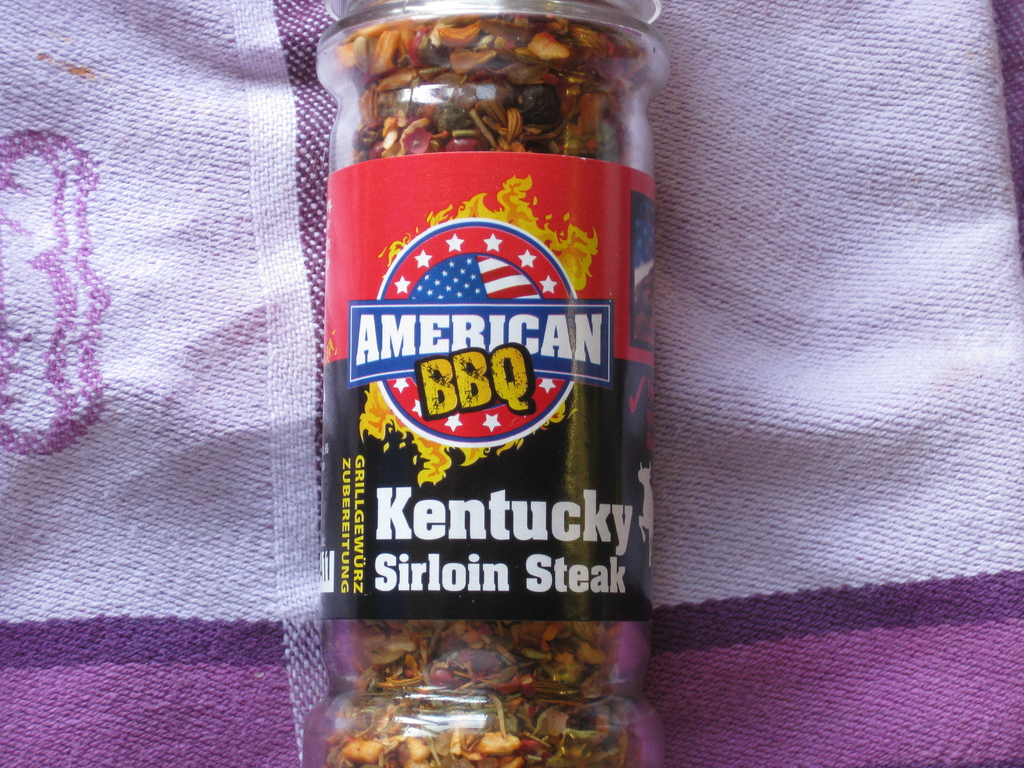 AMERICAN
BBQ
GRILLGEWÜRZ
ZUBEREITUNG
Kentucky
Sirloin Steak